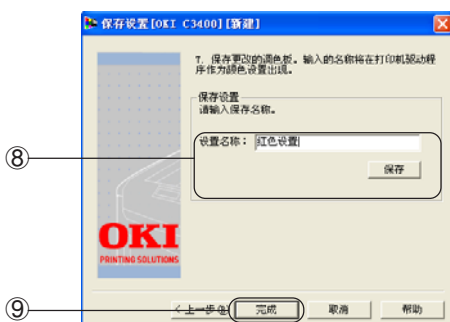 保存设置[OKI C3400][新建]
7. 保存更改的调色板。输入的名称将在打印机驱动程
序作为颜色设置出现。
保存设置
请输入保存名称。
⑧
设置名称： 红色设置
保存
OKI
PRINTING SOLUTIONS
⑨
<上一步(B) 完成 取消 帮助